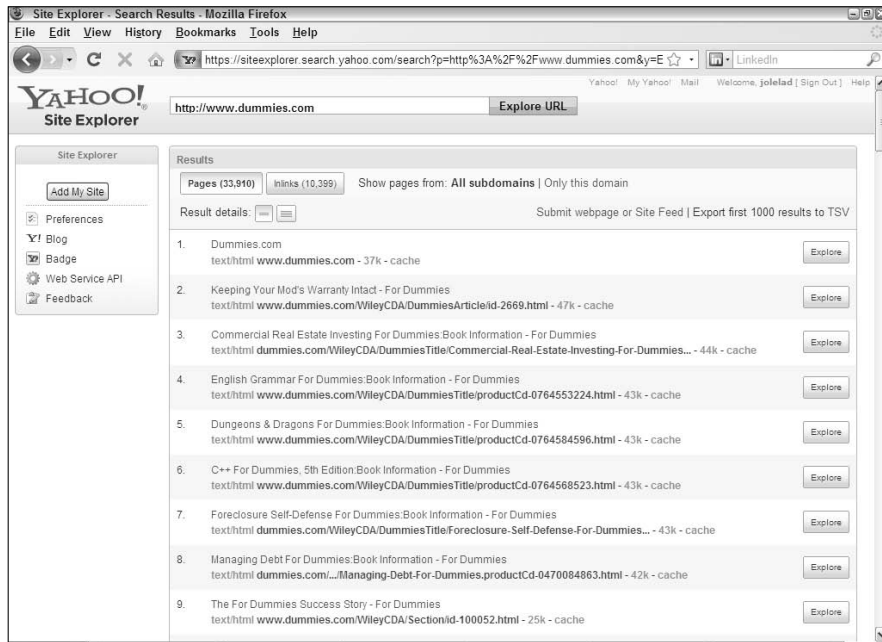 Site Explorer - Search Results - Mozilla Firefox
File Edit View History Bookmarks Tools Help
https://siteexplorer.search.yahoo.com/search?p=http%3A%2F%2Fwww.dummies.com&y=E
LinkedIn
Yahoo! My Yahoo! Mail Welcome, jolelad [ Sign Out ] Help
YAHOO!
Site Explorer
http://www.dummies.com
Explore URL
Site Explorer
Add My Site
Preferences
Y! Blog
Badge
Web Service API
Feedback
Results
Pages (33,910) Inlinks (10,399) Show pages from: All subdomains | Only this domain
Result details: Submit webpage or Site Feed | Export first 1000 results to TSV
1. Dummies.com Explore
text/html www.dummies.com - 37k - cache
2. Keeping Your Mod's Warranty Intact - For Dummies Explore
text/html www.dummies.com/WileyCDA/DummiesArticle/id-2669.html - 47k - cache
3. Commercial Real Estate Investing For Dummies:Book Information - For Dummies Explore
text/html dummies.com/WileyCDA/DummiesTitle/Commercial-Real-Estate-Investing-For-Dummies... - 44k - cache
4. English Grammar For Dummies:Book Information - For Dummies Explore
text/html www.dummies.com/WileyCDA/DummiesTitle/productCd-0764553224.html - 43k - cache
5. Dungeons & Dragons For Dummies:Book Information - For Dummies Explore
text/html www.dummies.com/WileyCDA/DummiesTitle/productCd-0764584596.html - 43k - cache
6. C++ For Dummies, 5th Edition:Book Information - For Dummies Explore
text/html www.dummies.com/WileyCDA/DummiesTitle/productCd-0764568523.html - 43k - cache
7. Foreclosure Self-Defense For Dummies:Book Information - For Dummies Explore
text/html dummies.com/WileyCDA/DummiesTitle/Foreclosure-Self-Defense-For-Dummies... - 43k - cache
8. Managing Debt For Dummies:Book Information - For Dummies Explore
text/html dummies.com/.../Managing-Debt-For-Dummies.productCd-0470084863.html - 42k - cache
9. The For Dummies Success Story - For Dummies Explore
text/html www.dummies.com/WileyCDA/Section/id-100052.html - 25k - cache